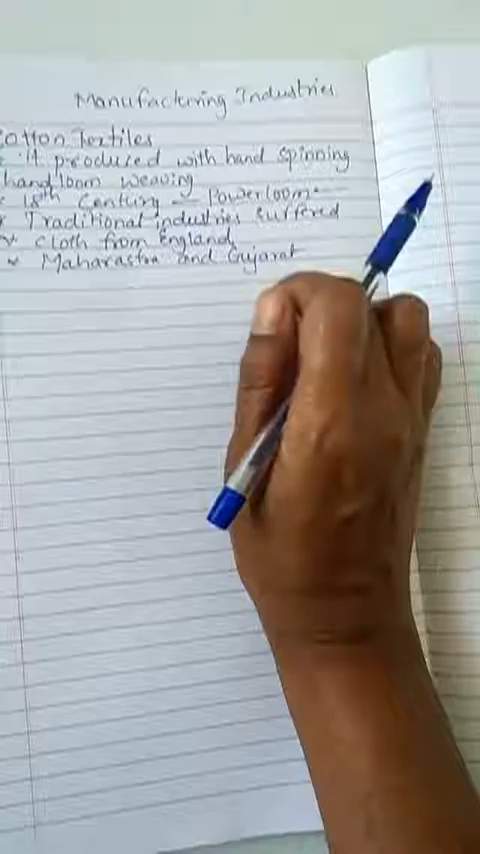 Manufacturing Industries
Cotton Textiles
* It produced with hand spinning
handloom weaving
* 18th Century - Powerloom
* Traditional industries suffered
* Cloth from England
* Maharastra and Gujarat